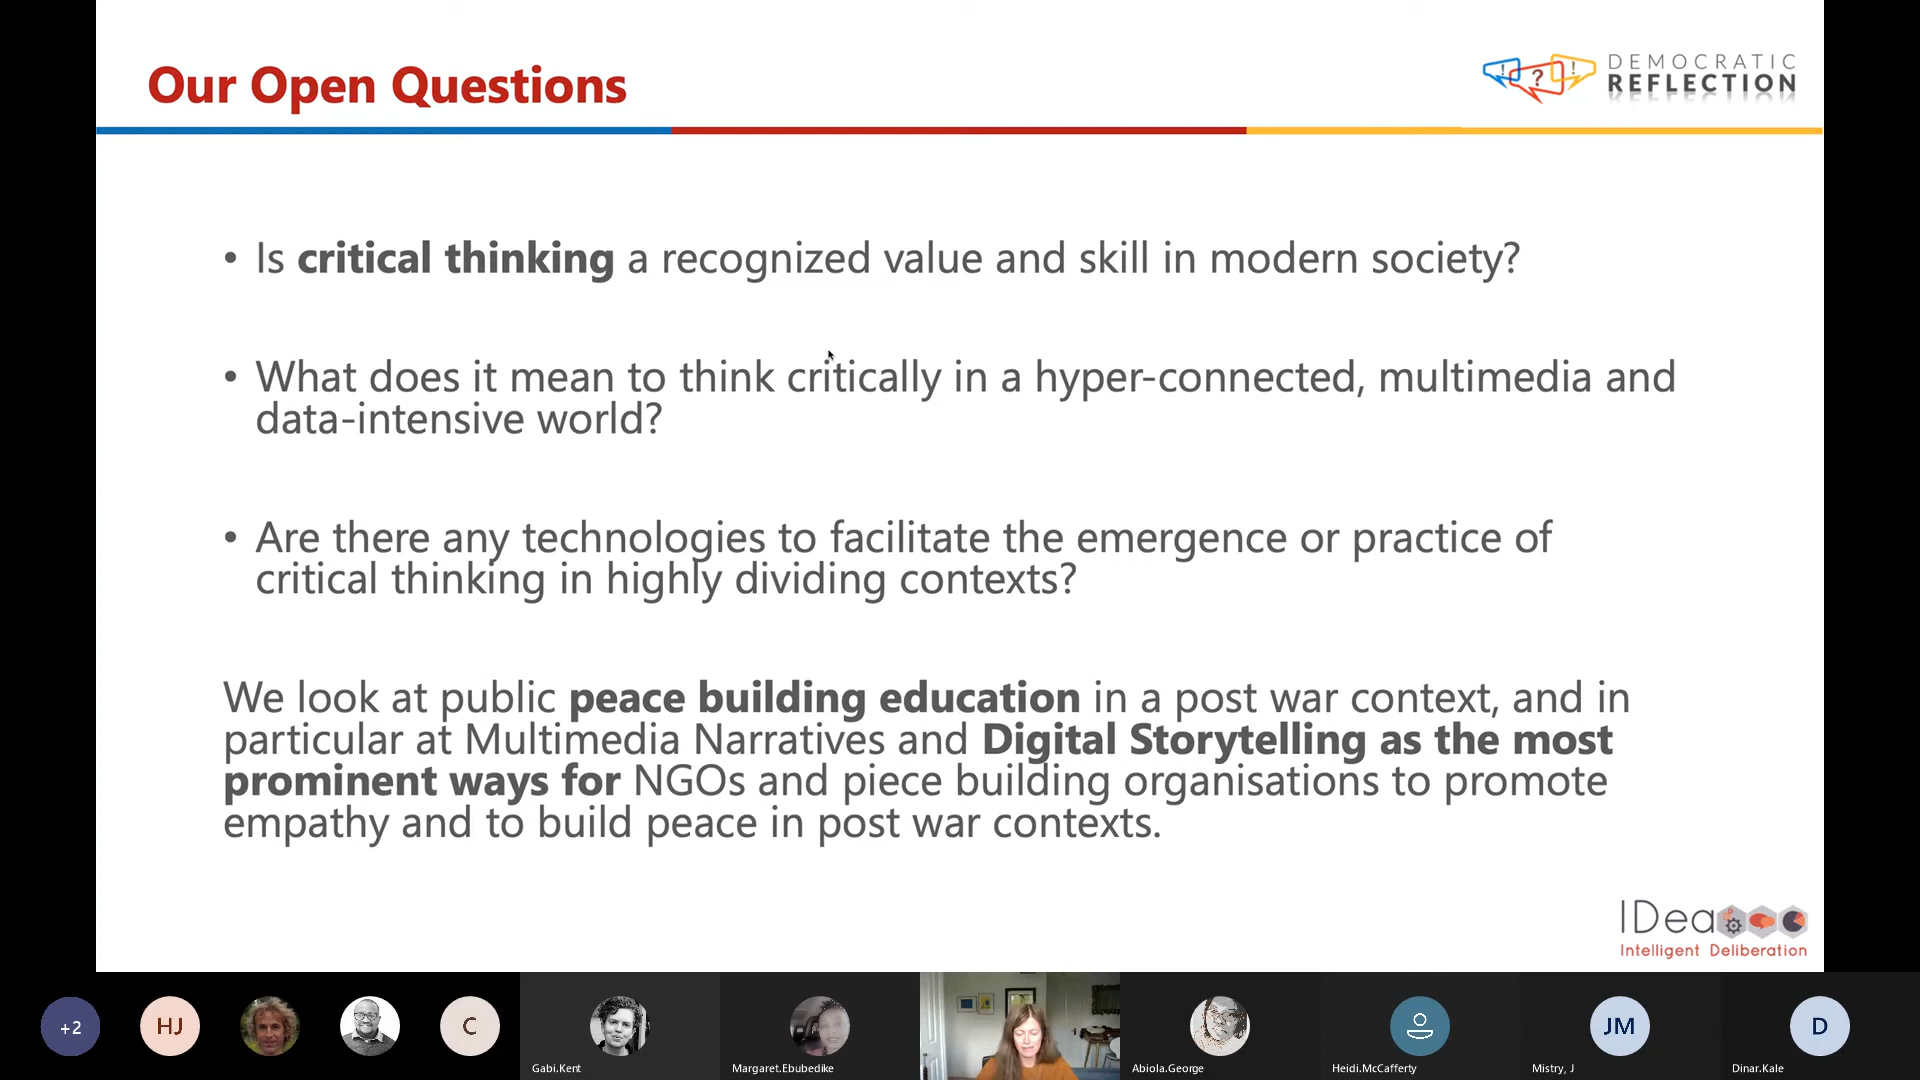 Our Open Questions
! ? !
DEMOCRATIC
REFLECTION
• Is critical thinking a recognized value and skill in modern society?
• What does it mean to think critically in a hyper-connected, multimedia and
data-intensive world?
• Are there any technologies to facilitate the emergence or practice of
critical thinking in highly dividing contexts?
We look at public peace building education in a post war context, and in
particular at Multimedia Narratives and Digital Storytelling as the most
prominent ways for NGOs and piece building organisations to promote
empathy and to build peace in post war contexts.
IDea
Intelligent Deliberation
+2
HJ
C
JM
D
Gabi.Kent
Margaret.Ebubedike
Abiola.George
Heidi.McCafferty
Mistry, J
Dinar.Kale